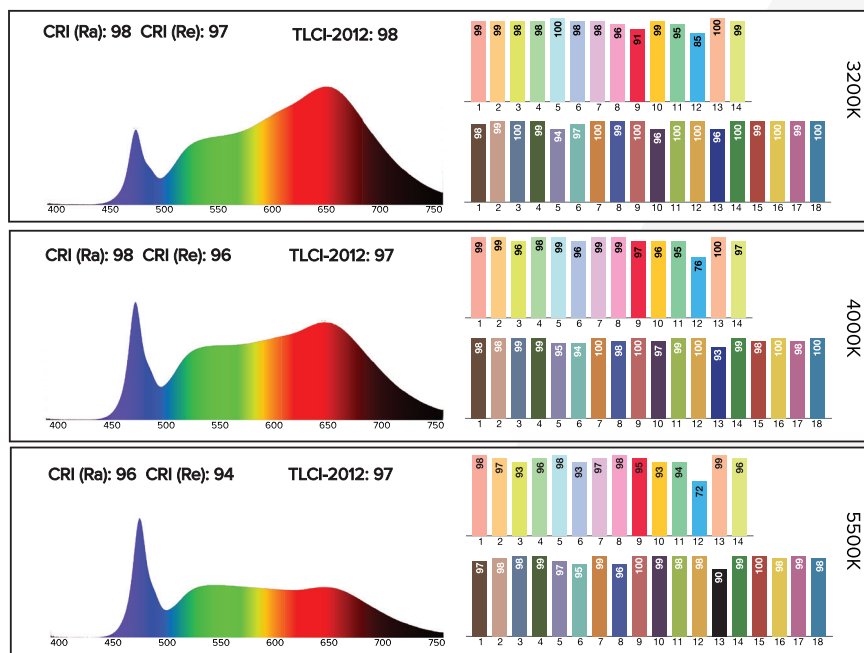 CRI (Ra): 98 CRI (Re): 97 TLCI-2012: 98
400 450 500 550 600 650 700 750
99 99 98 98 100 98 98 96 91 99 95 85 100 99
1 2 3 4 5 6 7 8 9 10 11 12 13 14
98 99 100 99 94 97 100 99 100 96 100 100 96 100 99 100 99 100
1 2 3 4 5 6 7 8 9 10 11 12 13 14 15 16 17 18
3200K
CRI (Ra): 98 CRI (Re): 96 TLCI-2012: 97
400 450 500 550 600 650 700 750
99 99 96 98 99 96 99 99 97 96 95 76 100 97
1 2 3 4 5 6 7 8 9 10 11 12 13 14
98 98 99 99 95 94 100 98 100 97 99 100 93 99 98 100 98 100
1 2 3 4 5 6 7 8 9 10 11 12 13 14 15 16 17 18
4000K
CRI (Ra): 96 CRI (Re): 94 TLCI-2012: 97
400 450 500 550 600 650 700 750
98 97 93 96 98 93 97 98 95 93 94 72 99 96
1 2 3 4 5 6 7 8 9 10 11 12 13 14
97 98 98 99 97 95 99 96 100 99 98 98 90 99 100 98 99 98
1 2 3 4 5 6 7 8 9 10 11 12 13 14 15 16 17 18
5500K